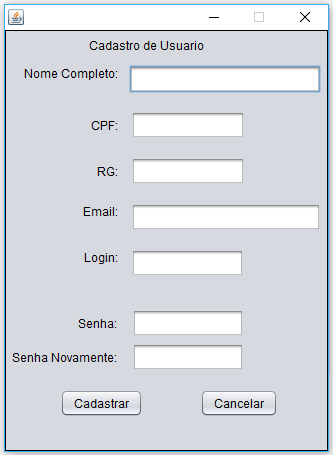 Cadastro de Usuario
Nome Completo:
CPF:
RG:
Email:
Login:
Senha:
Senha Novamente:
Cadastrar Cancelar